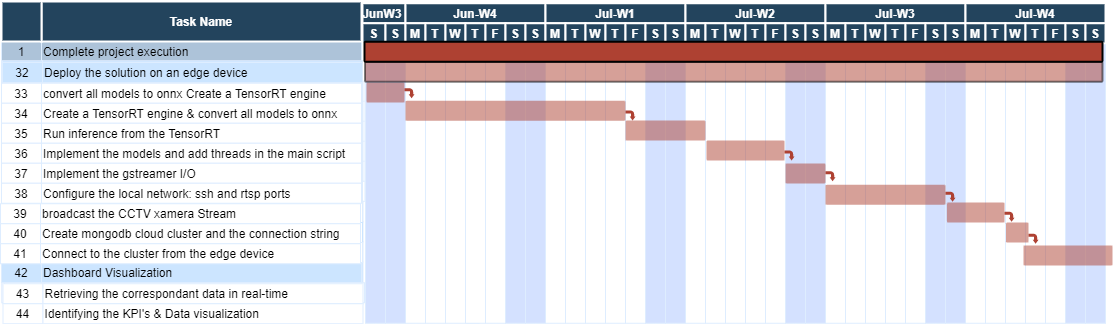 Task Name JunW3 Jun-W4 Jul-W1 Jul-W2 Jul-W3 Jul-W4
S S M T W T F S S M T W T F S S M T W T F S S M T W T F S S M T W T F S S
1 Complete project execution
32 Deploy the solution on an edge device
33 convert all models to onnx Create a TensorRT engine
34 Create a TensorRT engine & convert all models to onnx
35 Run inference from the TensorRT
36 Implement the models and add threads in the main script
37 Implement the gstreamer I/O
38 Configure the local network: ssh and rtsp ports
39 broadcast the CCTV xamera Stream
40 Create mongodb cloud cluster and the connection string
41 Connect to the cluster from the edge device
42 Dashboard Visualization
43 Retrieving the correspondant data in real-time
44 Identifying the KPI's & Data visualization